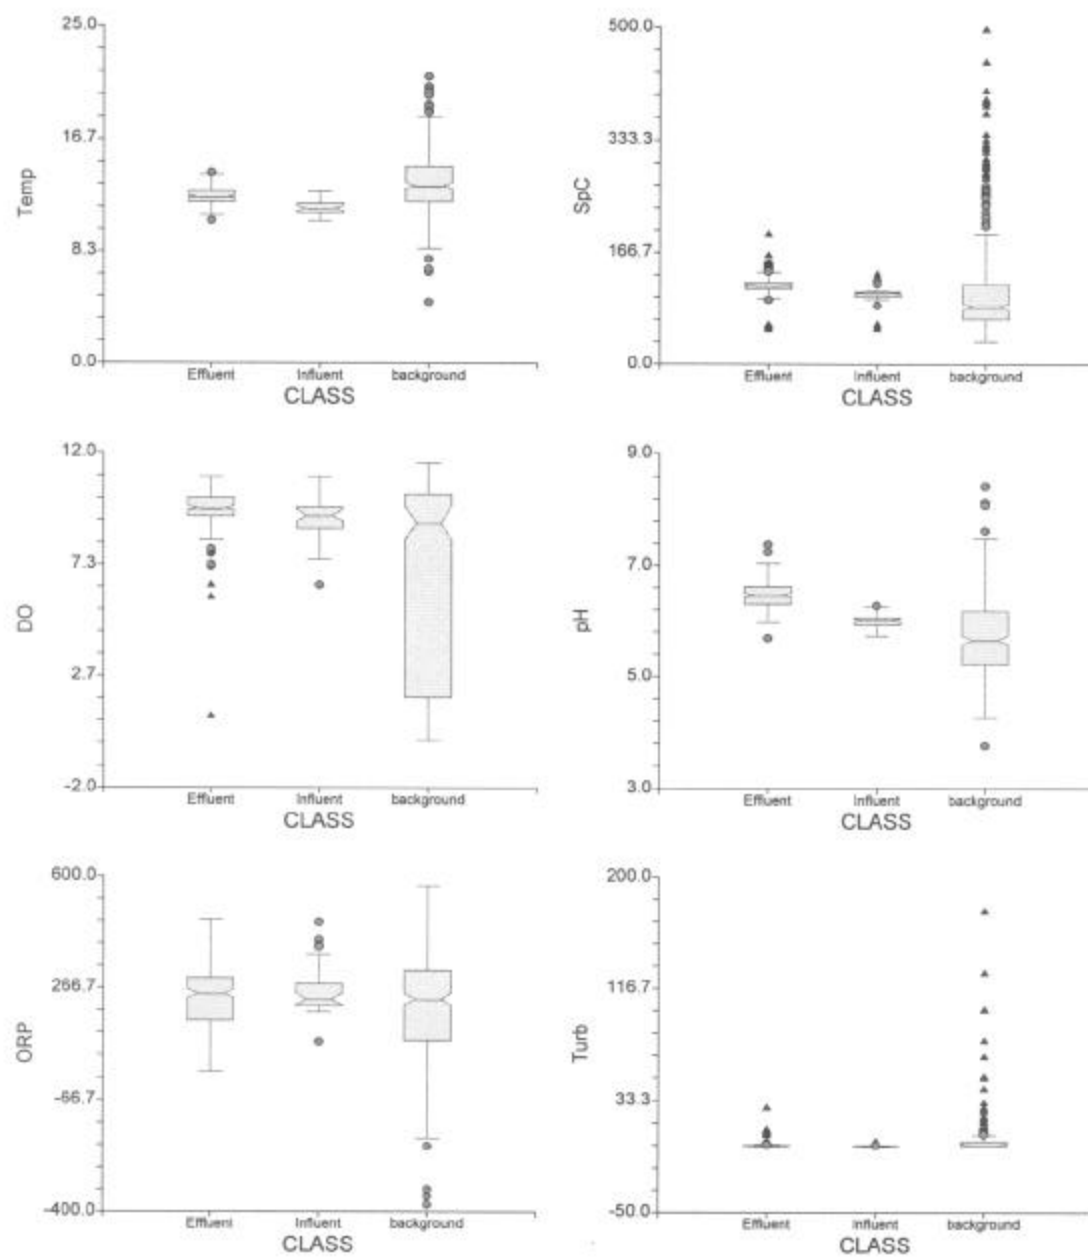 25.0
16.7
8.3
0.0
Temp
Effluent Influent background
CLASS
500.0
333.3
166.7
0.0
SpC
Effluent Influent background
CLASS
12.0
7.3
2.7
-2.0
DO
Effluent Influent background
CLASS
9.0
7.0
5.0
3.0
pH
Effluent Influent background
CLASS
600.0
266.7
-66.7
-400.0
ORP
Effluent Influent background
CLASS
200.0
116.7
33.3
-50.0
Turb
Effluent Influent background
CLASS